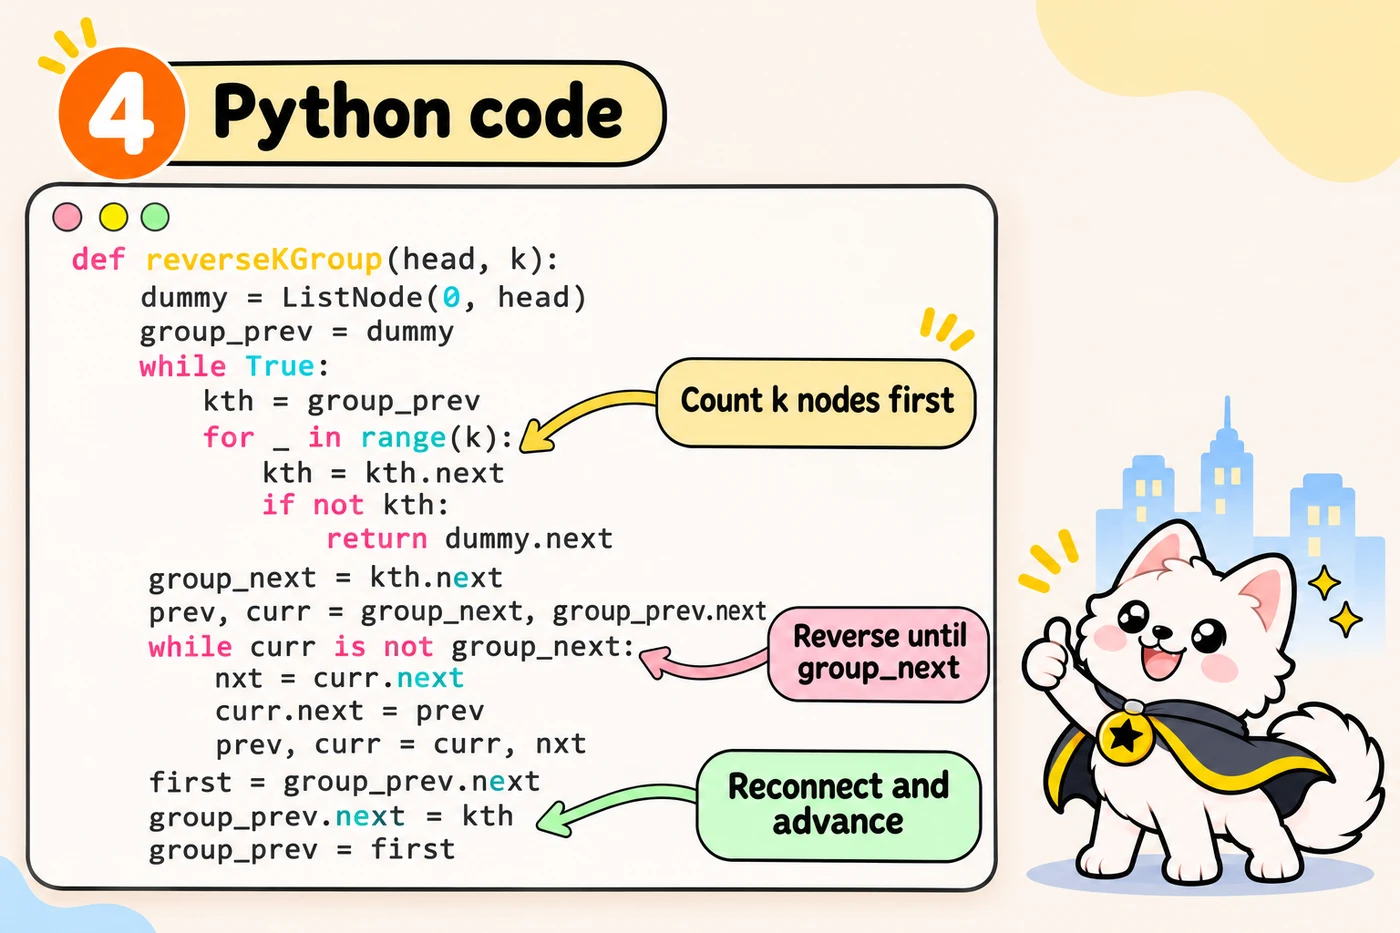 4
Python code
def reverseKGroup(head, k):
    dummy = ListNode(0, head)
    group_prev = dummy
    while True:
        kth = group_prev
        for _ in range(k):
            kth = kth.next
            if not kth:
                return dummy.next
    group_next = kth.next
    prev, curr = group_next, group_prev.next
    while curr is not group_next:
        nxt = curr.next
        curr.next = prev
        prev, curr = curr, nxt
    first = group_prev.next
    group_prev.next = kth
    group_prev = first
Count k nodes first
Reverse until
group_next
Reconnect and
advance